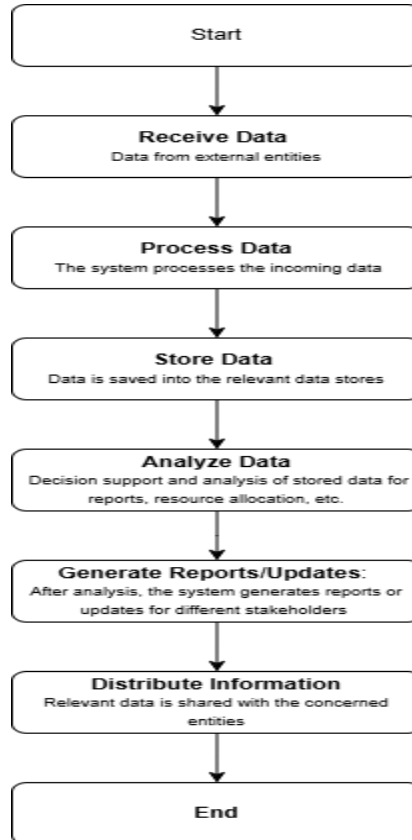 Start
Receive Data
Data from external entities
Process Data
The system processes the incoming data
Store Data
Data is saved into the relevant data stores
Analyze Data
Decision support and analysis of stored data for
reports, resource allocation, etc.
Generate Reports/Updates:
After analysis, the system generates reports or
updates for different stakeholders
Distribute Information
Relevant data is shared with the concerned
entities
End